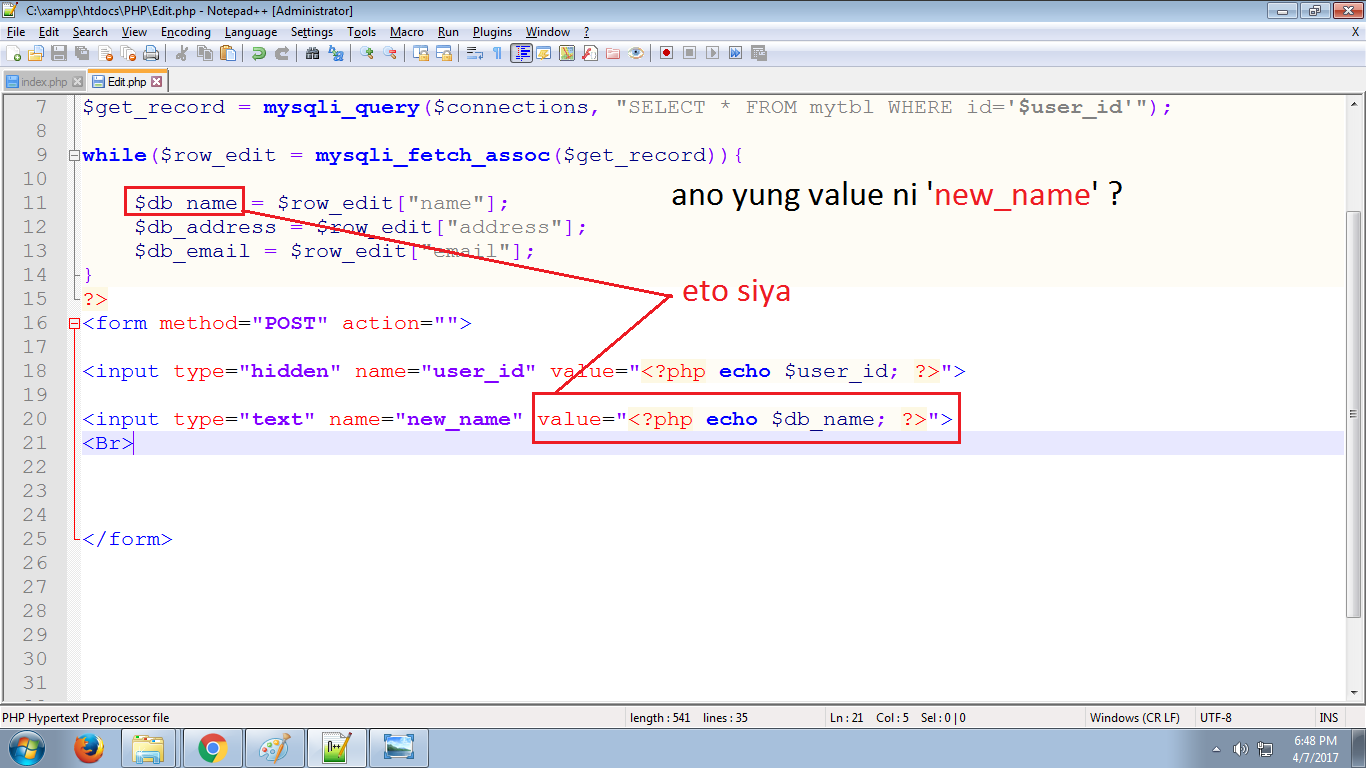 C:\xampp\htdocs\PHP\Edit.php - Notepad++ [Administrator]
File Edit Search View Encoding Language Settings Tools Macro Run Plugins Window ? X
index.php Edit.php
7 $get_record = mysqli_query($connections, "SELECT * FROM mytbl WHERE id='$user_id'");
8
9 while($row_edit = mysqli_fetch_assoc($get_record)){
10
11 $db_name = $row_edit["name"];
ano yung value ni 'new_name' ?
12 $db_address = $row_edit["address"];
13 $db_email = $row_edit["email"];
14 }
15 ?>
eto siya
16 <form method="POST" action="">
17
18 <input type="hidden" name="user_id" value="<?php echo $user_id; ?>">
19
20 <input type="text" name="new_name" value="<?php echo $db_name; ?>">
21 <Br>
22
23
24
25 </form>
26
27
28
29
30
31
PHP Hypertext Preprocessor file length : 541 lines : 35 Ln : 21 Col : 5 Sel : 0 | 0 Windows (CR LF) UTF-8 INS
6:48 PM
4/7/2017